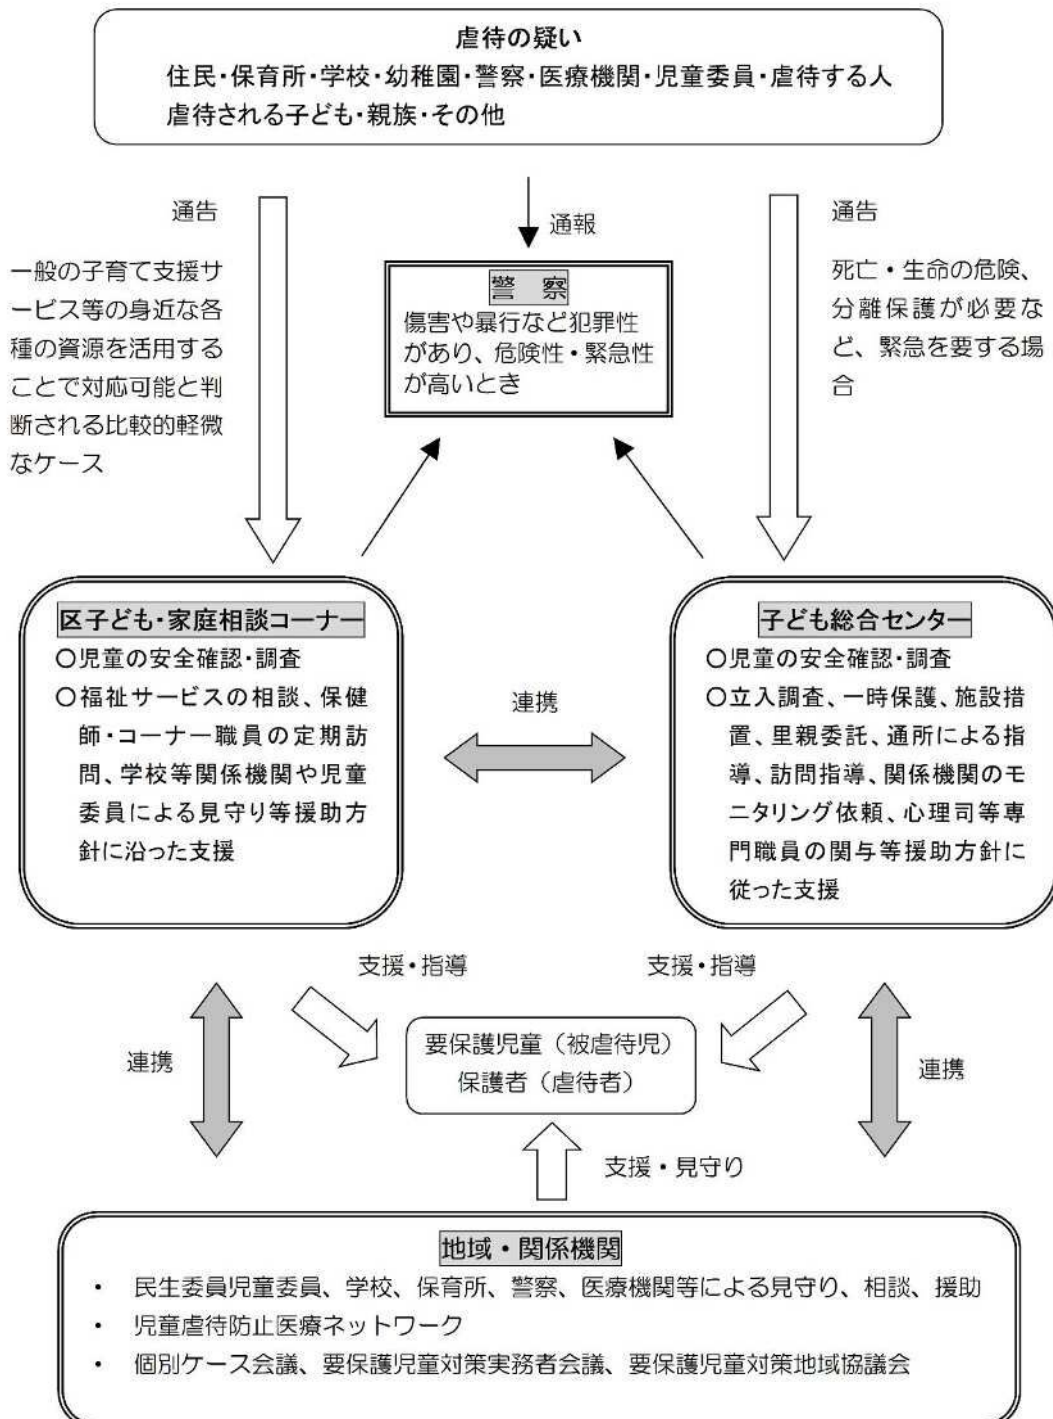 虐待の疑い
住民・保育所・学校・幼稚園・警察・医療機関・児童委員・虐待する人
虐待される子ども・親族・その他
通告
一般の子育て支援サ
ービス等の身近な各
種の資源を活用する
ことで対応可能と判
断される比較的軽微
なケース
通報
警　察
傷害や暴行など犯罪性
があり、危険性・緊急性
が高いとき
通告
死亡・生命の危険、
分離保護が必要な
ど、緊急を要する場
合
区子ども・家庭相談コーナー
○児童の安全確認・調査
○福祉サービスの相談、保健
師・コーナー職員の定期訪
問、学校等関係機関や児童
委員による見守り等援助方
針に沿った支援
連携
子ども総合センター
○児童の安全確認・調査
○立入調査、一時保護、施設措
置、里親委託、通所による指
導、訪問指導、関係機関のモ
ニタリング依頼、心理司等専
門職員の関与等援助方針に
従った支援
支援・指導
支援・指導
連携
要保護児童（被虐待児）
保護者（虐待者）
連携
支援・見守り
地域・関係機関
・ 民生委員児童委員、学校、保育所、警察、医療機関等による見守り、相談、援助
・ 児童虐待防止医療ネットワーク
・ 個別ケース会議、要保護児童対策実務者会議、要保護児童対策地域協議会